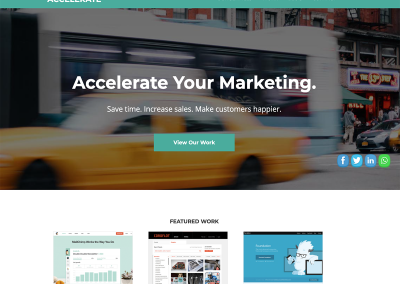 ACCELERATE
Accelerate Your Marketing.
Save time. Increase sales. Make customers happier.
View Our Work
FEATURED WORK